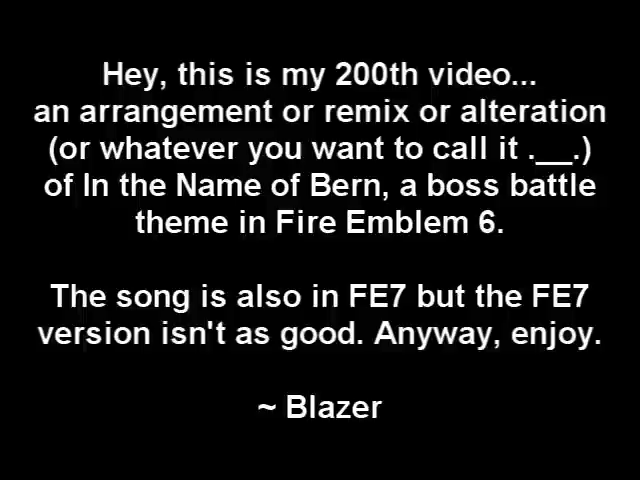 Hey, this is my 200th video...
an arrangement or remix or alteration
(or whatever you want to call it .__.)
of In the Name of Bern, a boss battle
theme in Fire Emblem 6.
The song is also in FE7 but the FE7
version isn't as good. Anyway, enjoy.
~ Blazer